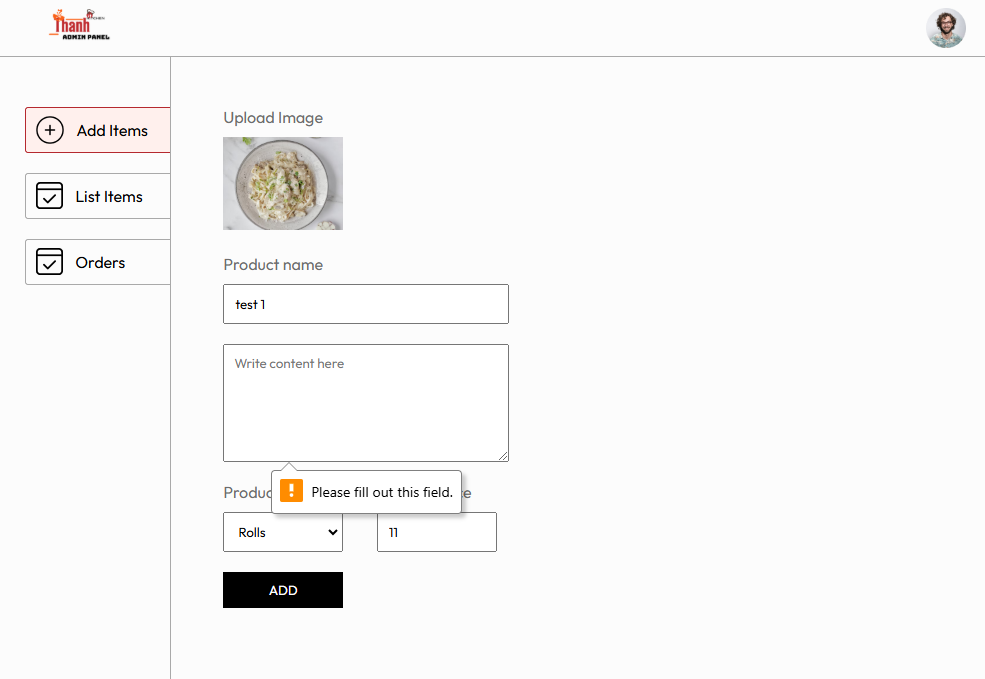 Thanh
ADMIN PANEL
Add Items
List Items
Orders
Upload Image
Product name
test 1
Write content here
Please fill out this field.
Rolls
11
ADD